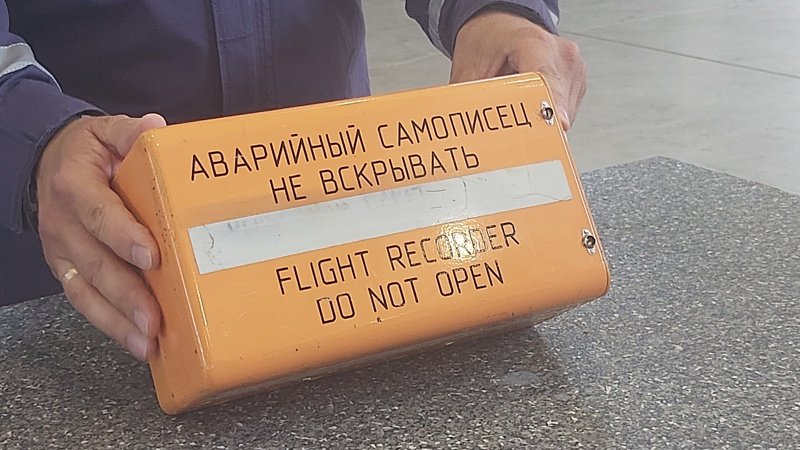 АВАРИЙНЫЙ САМОПИСЕЦ
НЕ ВСКРЫВАТЬ
FLIGHT RECORDER
DO NOT OPEN